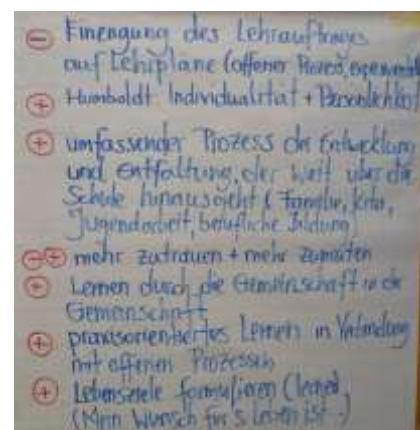 ⊖ Einengung des Lehrauftrages
auf Lehrpläne (offener Prozess,
⊕ Humboldt Individualität + Persönlichkeit
⊕ umfassender Prozess der Entwicklung
und Entfaltung, der weit über die
Schule hinausgeht (Familie, Kita,
Jugendarbeit, berufliche Bildung)
⊖⊕ mehr zutrauen + mehr zumuten
⊕ Lernen durch die Gemeinschaft in der
Gemeinschaft
⊕ praxisorientiertes Lernen in Verbindung
mit offenen Prozessen
⊕ Lebensziele formulieren (lernen)
(Mein Wunsch für's Leben ist ..)